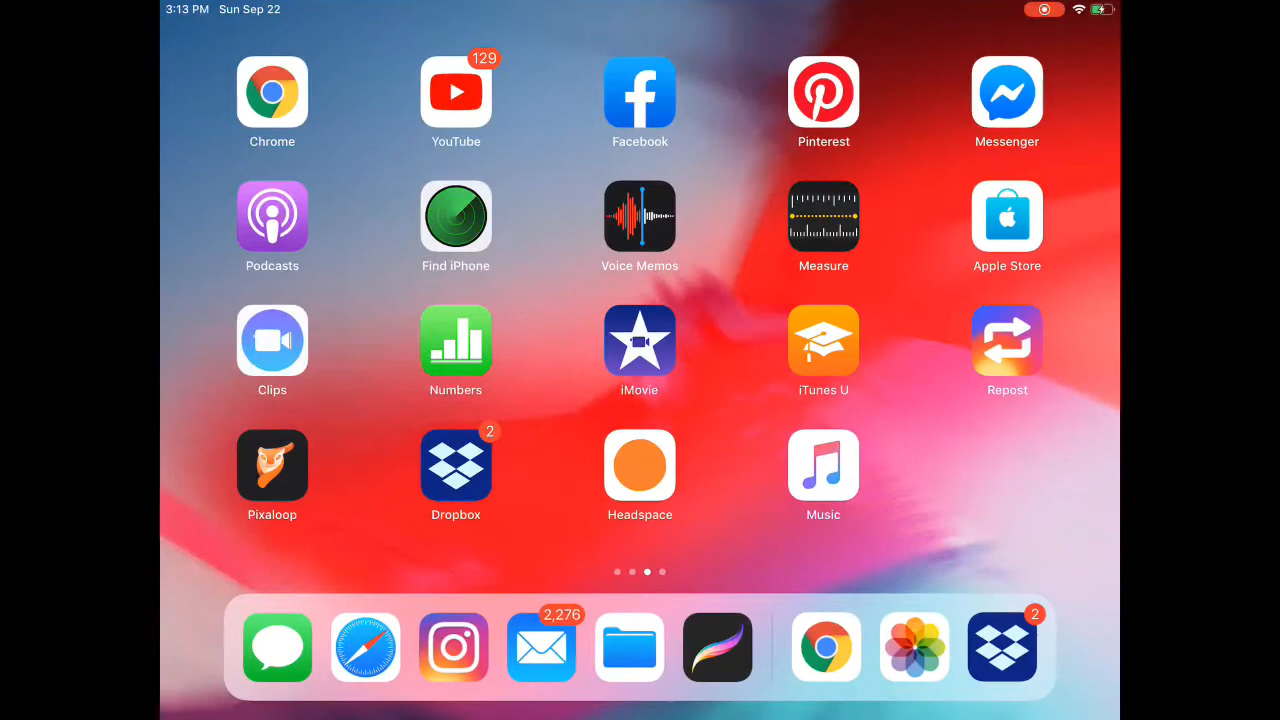 3:13 PM Sun Sep 22
129
Chrome YouTube Facebook Pinterest Messenger
Podcasts Find iPhone Voice Memos Measure Apple Store
Clips Numbers iMovie iTunes U Repost
2
Pixaloop Dropbox Headspace Music
2,276 2